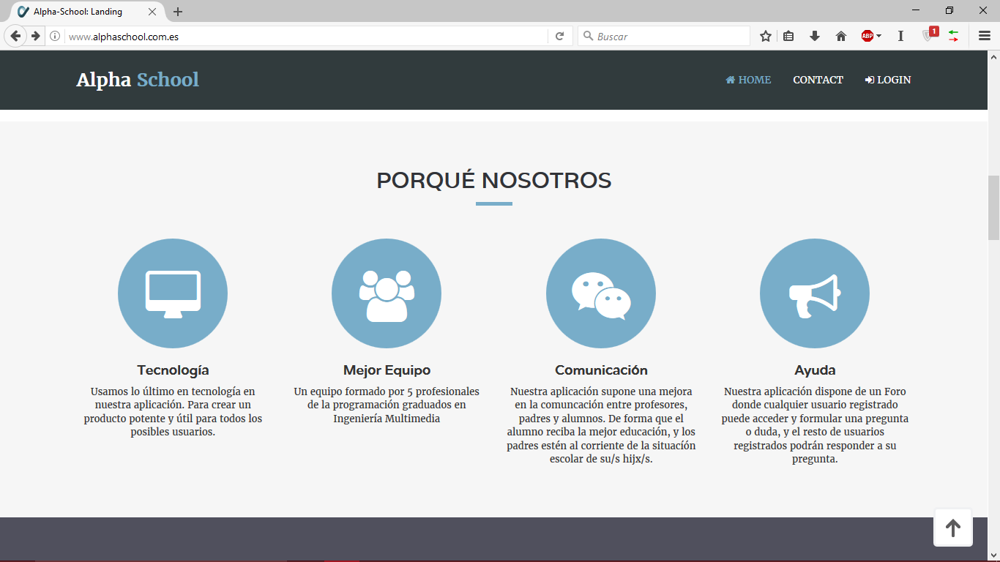 Alpha-School: Landing
www.alphaschool.com.es
Buscar
ABP
1
Alpha School
HOME
CONTACT
LOGIN
PORQUÉ NOSOTROS
Tecnología
Usamos lo último en tecnología en
nuestra aplicación. Para crear un
producto potente y útil para todos los
posibles usuarios.
Mejor Equipo
Un equipo formado por 5 profesionales
de la programación graduados en
Ingeniería Multimedia
Comunicación
Nuestra aplicación supone una mejora
en la comuncación entre profesores,
padres y alumnos. De forma que el
alumno reciba la mejor educación, y los
padres estén al corriente de la situación
escolar de su/s hijx/s.
Ayuda
Nuestra aplicación dispone de un Foro
donde cualquier usuario registrado
puede acceder y formular una pregunta
o duda, y el resto de usuarios
registrados podrán responder a su
pregunta.